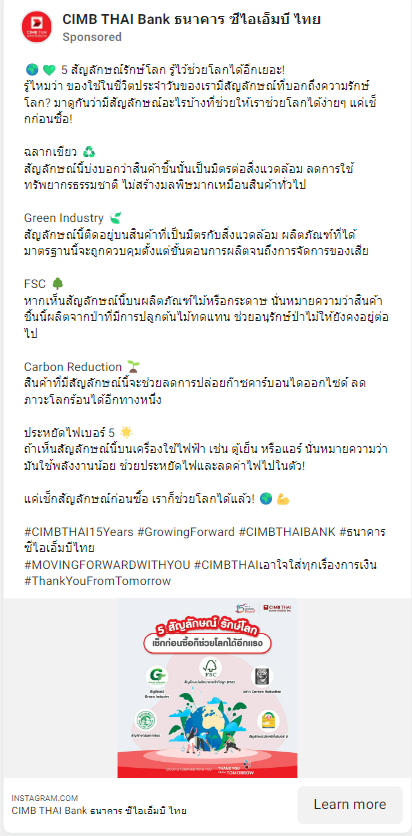 CIMB THAI Bank ธนาคาร ซีไอเอ็มบี ไทย
Sponsored
🌍 💚 5 สัญลักษณ์รักษ์โลก รู้ไว้ช่วยโลกได้อีกเยอะ!
รู้ไหมว่า ของใช้ในชีวิตประจำวันของเรามีสัญลักษณ์ที่บอกถึงความรักษ์
โลก? มาดูกันว่ามีสัญลักษณ์อะไรบ้างที่ช่วยให้เราช่วยโลกได้ง่ายๆ แค่เช็
กก่อนซื้อ!
ฉลากเขียว ♻️
สัญลักษณ์นี้บ่งบอกว่าสินค้าชิ้นนั้นเป็นมิตรต่อสิ่งแวดล้อม ลดการใช้
ทรัพยากรธรรมชาติ ไม่สร้างมลพิษมากเหมือนสินค้าทั่วไป
Green Industry 🌿
สัญลักษณ์นี้ติดอยู่บนสินค้าที่เป็นมิตรกับสิ่งแวดล้อม ผลิตภัณฑ์ที่ได้
มาตรฐานนี้จะถูกควบคุมตั้งแต่ขั้นตอนการผลิตจนถึงการจัดการของเสีย
FSC 🌳
หากเห็นสัญลักษณ์นี้บนผลิตภัณฑ์ไม้หรือกระดาษ นั่นหมายความว่าสินค้า
ชิ้นนี้ผลิตจากป่าที่มีการปลูกต้นไม้ทดแทน ช่วยอนุรักษ์ป่าไม้ให้ยังคงอยู่ต่อ
ไป
Carbon Reduction 🌱
สินค้าที่มีสัญลักษณ์นี้จะช่วยลดการปล่อยก๊าซคาร์บอนไดออกไซด์ ลด
ภาวะโลกร้อนได้อีกทางหนึ่ง
ประหยัดไฟเบอร์ 5 🌟
ถ้าเห็นสัญลักษณ์นี้บนเครื่องใช้ไฟฟ้า เช่น ตู้เย็น หรือแอร์ นั่นหมายความว่า
มันใช้พลังงานน้อย ช่วยประหยัดไฟและลดค่าไฟไปในตัว!
แค่เช็กสัญลักษณ์ก่อนซื้อ เราก็ช่วยโลกได้แล้ว! 🌍 💪
#CIMBTHAI15Years #GrowingForward #CIMBTHAIBANK #ธนาคาร
ซีไอเอ็มบีไทย
#MOVINGFORWARDWITHYOU #CIMBTHAIเอาใจใส่ทุกเรื่องการเงิน
#ThankYouFromTomorrow
CIMB THAI
5 สัญลักษณ์ รักษ์โลก
เช็กก่อนซื้อก็ช่วยโลกได้อีกแรง
FSC
Green Industry
THANK YOU FROM TOMORROW
INSTAGRAM.COM
CIMB THAI Bank ธนาคาร ซีไอเอ็มบี ไทย
Learn more